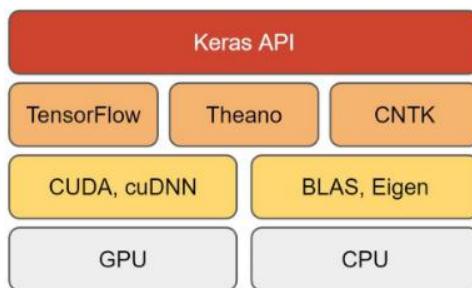 Keras API
TensorFlow Theano CNTK
CUDA, cuDNN BLAS, Eigen
GPU CPU